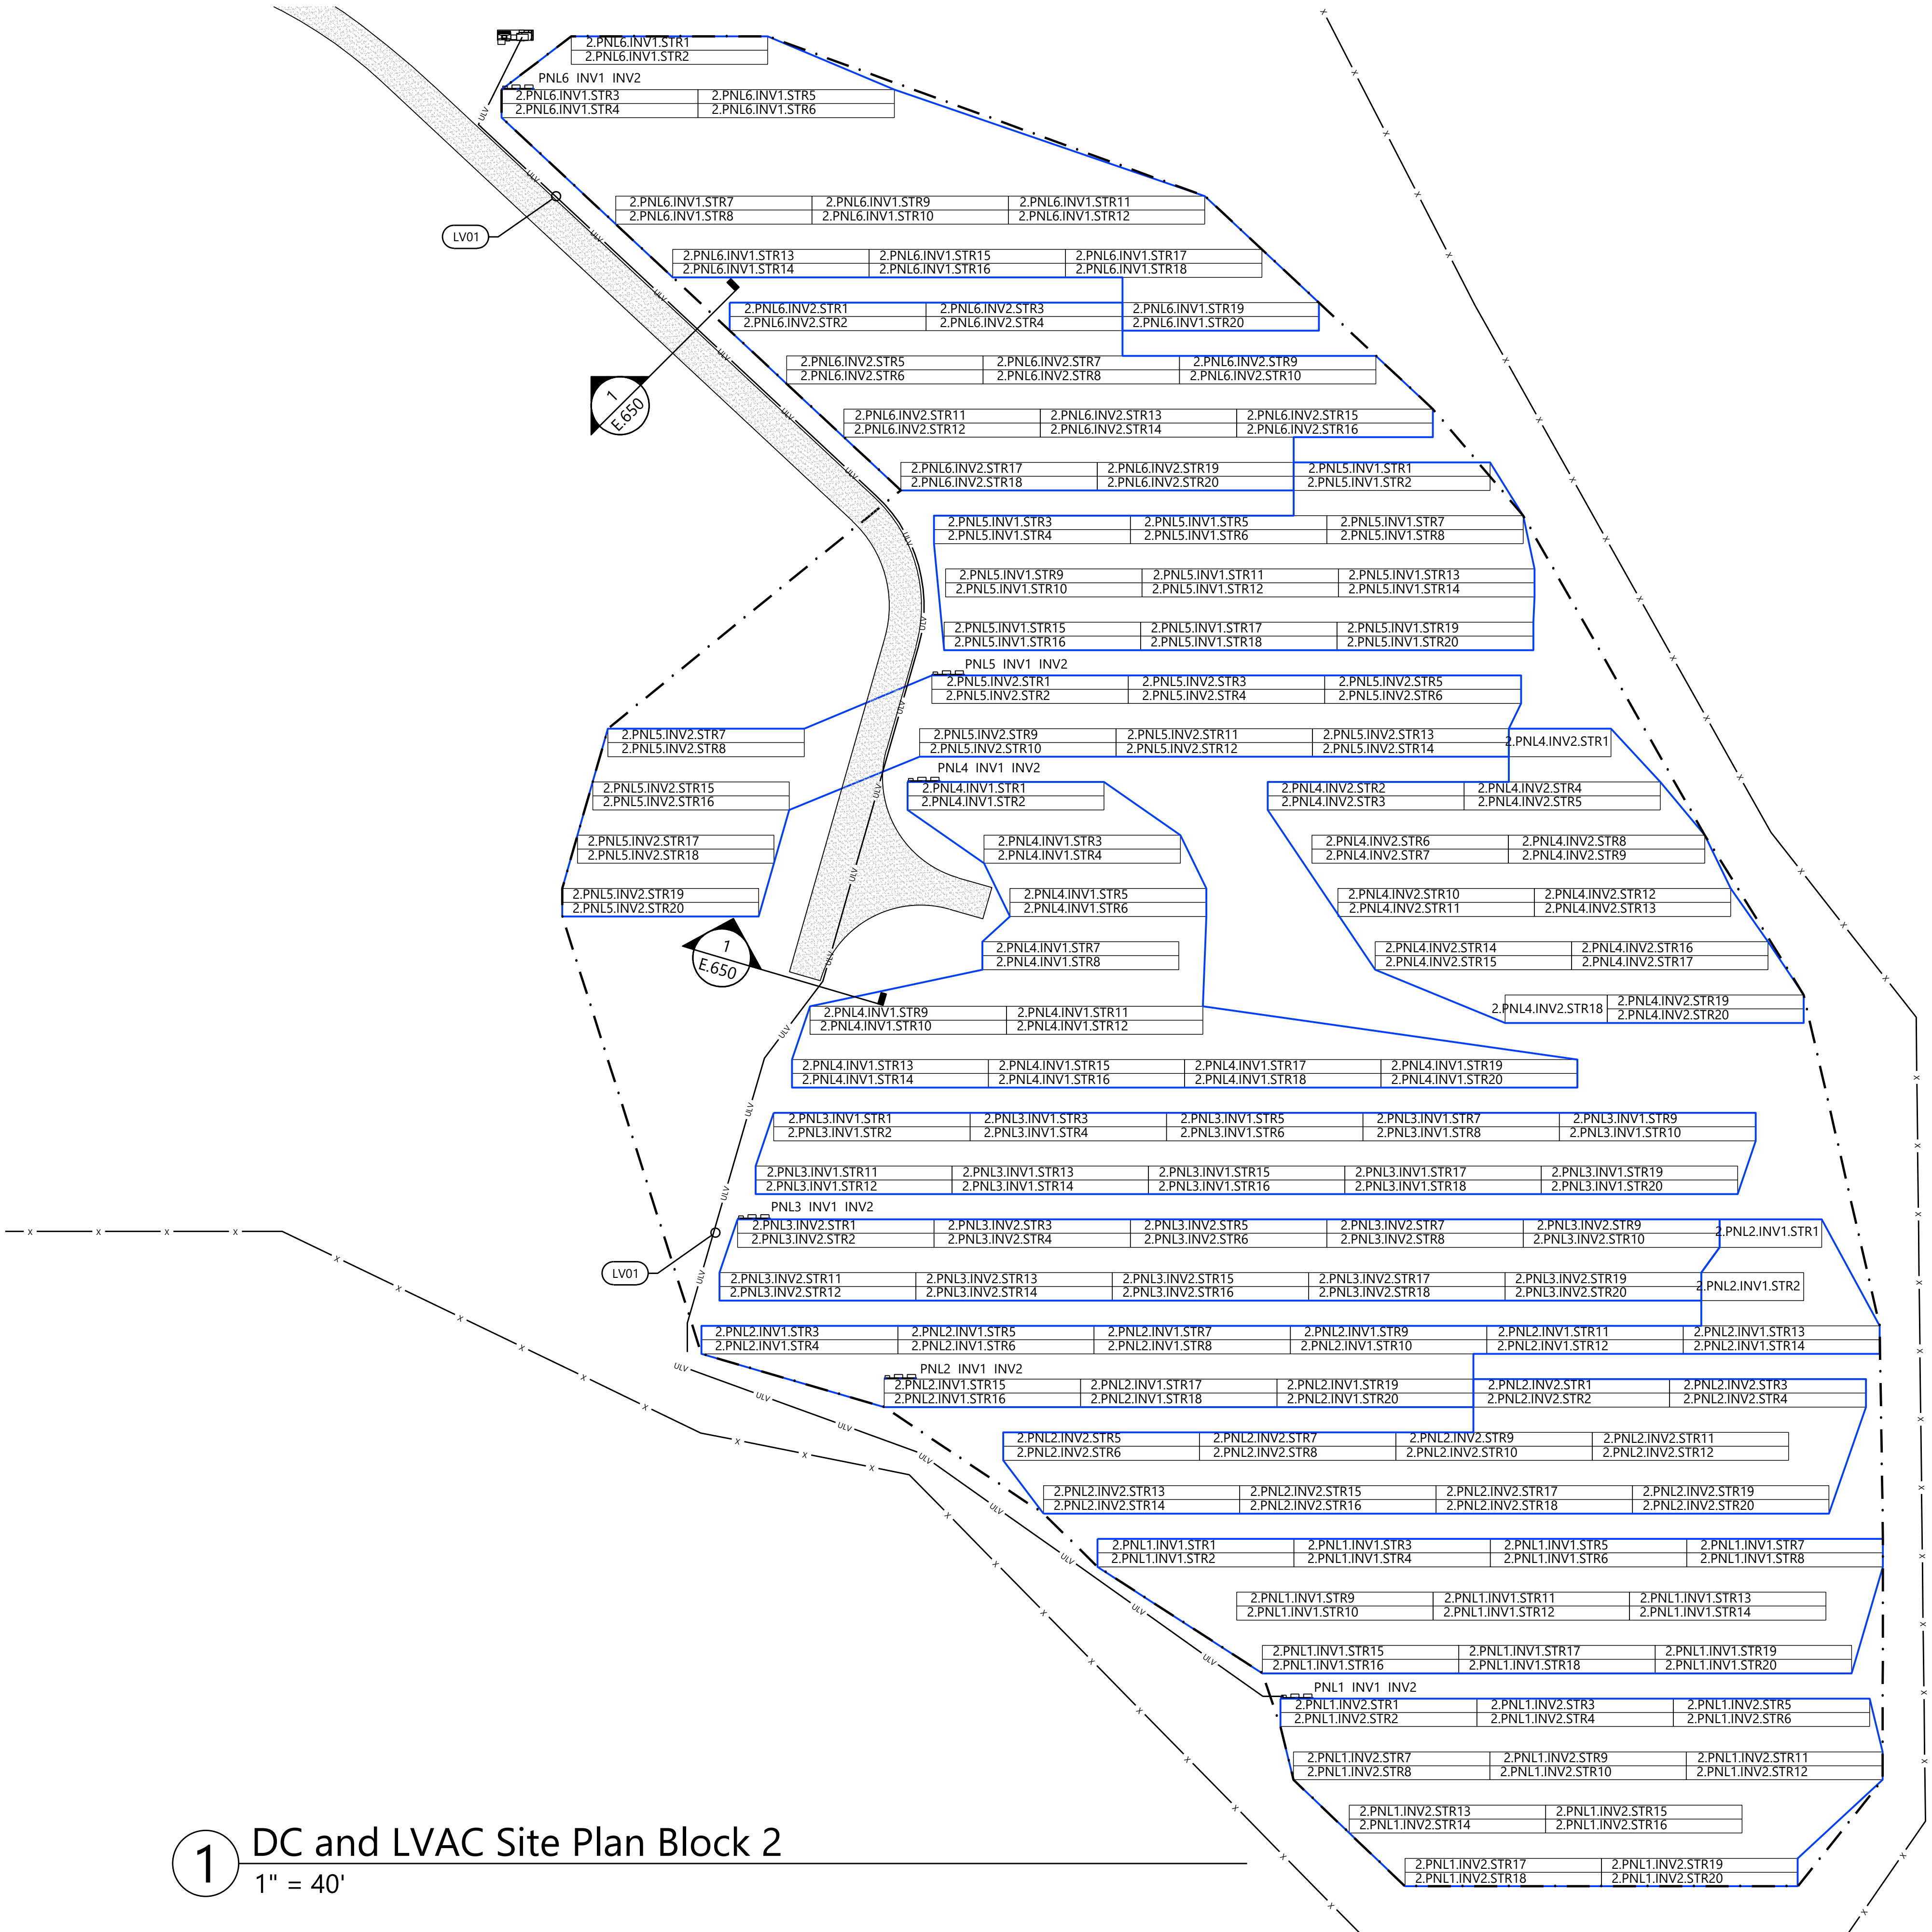 2.PNL6.INV1.STR1
2.PNL6.INV1.STR2
PNL6 INV1 INV2
2.PNL6.INV1.STR3 2.PNL6.INV1.STR5
2.PNL6.INV1.STR4 2.PNL6.INV1.STR6
ULV
ULV
2.PNL6.INV1.STR7 2.PNL6.INV1.STR9 2.PNL6.INV1.STR11
2.PNL6.INV1.STR8 2.PNL6.INV1.STR10 2.PNL6.INV1.STR12
LV01
ULV
2.PNL6.INV1.STR13 2.PNL6.INV1.STR15 2.PNL6.INV1.STR17
2.PNL6.INV1.STR14 2.PNL6.INV1.STR16 2.PNL6.INV1.STR18
ULV
2.PNL6.INV2.STR1 2.PNL6.INV2.STR3 2.PNL6.INV1.STR19
2.PNL6.INV2.STR2 2.PNL6.INV2.STR4 2.PNL6.INV1.STR20
ULV
2.PNL6.INV2.STR5 2.PNL6.INV2.STR7 2.PNL6.INV2.STR9
2.PNL6.INV2.STR6 2.PNL6.INV2.STR8 2.PNL6.INV2.STR10
1
E.650
ULV
2.PNL6.INV2.STR11 2.PNL6.INV2.STR13 2.PNL6.INV2.STR15
2.PNL6.INV2.STR12 2.PNL6.INV2.STR14 2.PNL6.INV2.STR16
ULV
2.PNL6.INV2.STR17 2.PNL6.INV2.STR19 2.PNL5.INV1.STR1
2.PNL6.INV2.STR18 2.PNL6.INV2.STR20 2.PNL5.INV1.STR2
ULV
2.PNL5.INV1.STR3 2.PNL5.INV1.STR5 2.PNL5.INV1.STR7
2.PNL5.INV1.STR4 2.PNL5.INV1.STR6 2.PNL5.INV1.STR8
2.PNL5.INV1.STR9 2.PNL5.INV1.STR11 2.PNL5.INV1.STR13
2.PNL5.INV1.STR10 2.PNL5.INV1.STR12 2.PNL5.INV1.STR14
ULV
2.PNL5.INV1.STR15 2.PNL5.INV1.STR17 2.PNL5.INV1.STR19
2.PNL5.INV1.STR16 2.PNL5.INV1.STR18 2.PNL5.INV1.STR20
PNL5 INV1 INV2
2.PNL5.INV2.STR1 2.PNL5.INV2.STR3 2.PNL5.INV2.STR5
2.PNL5.INV2.STR2 2.PNL5.INV2.STR4 2.PNL5.INV2.STR6
ULV
2.PNL5.INV2.STR7 2.PNL5.INV2.STR9 2.PNL5.INV2.STR11 2.PNL5.INV2.STR13 2.PNL4.INV2.STR1
2.PNL5.INV2.STR8 2.PNL5.INV2.STR10 2.PNL5.INV2.STR12 2.PNL5.INV2.STR14
PNL4 INV1 INV2
ULV
2.PNL5.INV2.STR15 2.PNL4.INV1.STR1 2.PNL4.INV2.STR2 2.PNL4.INV2.STR4
2.PNL5.INV2.STR16 2.PNL4.INV1.STR2 2.PNL4.INV2.STR3 2.PNL4.INV2.STR5
2.PNL5.INV2.STR17 2.PNL4.INV1.STR3 2.PNL4.INV2.STR6 2.PNL4.INV2.STR8
2.PNL5.INV2.STR18 2.PNL4.INV1.STR4 2.PNL4.INV2.STR7 2.PNL4.INV2.STR9
ULV
2.PNL5.INV2.STR19 2.PNL4.INV1.STR5 2.PNL4.INV2.STR10 2.PNL4.INV2.STR12
2.PNL5.INV2.STR20 2.PNL4.INV1.STR6 2.PNL4.INV2.STR11 2.PNL4.INV2.STR13
1
E.650
ULV
2.PNL4.INV1.STR7 2.PNL4.INV2.STR14 2.PNL4.INV2.STR16
2.PNL4.INV1.STR8 2.PNL4.INV2.STR15 2.PNL4.INV2.STR17
2.PNL4.INV2.STR18 2.PNL4.INV2.STR19
2.PNL4.INV2.STR20
2.PNL4.INV1.STR9 2.PNL4.INV1.STR11
2.PNL4.INV1.STR10 2.PNL4.INV1.STR12
ULV
2.PNL4.INV1.STR13 2.PNL4.INV1.STR15 2.PNL4.INV1.STR17 2.PNL4.INV1.STR19
2.PNL4.INV1.STR14 2.PNL4.INV1.STR16 2.PNL4.INV1.STR18 2.PNL4.INV1.STR20
ULV
2.PNL3.INV1.STR1 2.PNL3.INV1.STR3 2.PNL3.INV1.STR5 2.PNL3.INV1.STR7 2.PNL3.INV1.STR9
2.PNL3.INV1.STR2 2.PNL3.INV1.STR4 2.PNL3.INV1.STR6 2.PNL3.INV1.STR8 2.PNL3.INV1.STR10
2.PNL3.INV1.STR11 2.PNL3.INV1.STR13 2.PNL3.INV1.STR15 2.PNL3.INV1.STR17 2.PNL3.INV1.STR19
2.PNL3.INV1.STR12 2.PNL3.INV1.STR14 2.PNL3.INV1.STR16 2.PNL3.INV1.STR18 2.PNL3.INV1.STR20
ULV
PNL3 INV1 INV2
2.PNL3.INV2.STR1 2.PNL3.INV2.STR3 2.PNL3.INV2.STR5 2.PNL3.INV2.STR7 2.PNL3.INV2.STR9 2.PNL2.INV1.STR1
2.PNL3.INV2.STR2 2.PNL3.INV2.STR4 2.PNL3.INV2.STR6 2.PNL3.INV2.STR8 2.PNL3.INV2.STR10
LV01
ULV
2.PNL3.INV2.STR11 2.PNL3.INV2.STR13 2.PNL3.INV2.STR15 2.PNL3.INV2.STR17 2.PNL3.INV2.STR19 2.PNL2.INV1.STR2
2.PNL3.INV2.STR12 2.PNL3.INV2.STR14 2.PNL3.INV2.STR16 2.PNL3.INV2.STR18 2.PNL3.INV2.STR20
2.PNL2.INV1.STR3 2.PNL2.INV1.STR5 2.PNL2.INV1.STR7 2.PNL2.INV1.STR9 2.PNL2.INV1.STR11 2.PNL2.INV1.STR13
2.PNL2.INV1.STR4 2.PNL2.INV1.STR6 2.PNL2.INV1.STR8 2.PNL2.INV1.STR10 2.PNL2.INV1.STR12 2.PNL2.INV1.STR14
ULV
PNL2 INV1 INV2
2.PNL2.INV1.STR15 2.PNL2.INV1.STR17 2.PNL2.INV1.STR19 2.PNL2.INV2.STR1 2.PNL2.INV2.STR3
2.PNL2.INV1.STR16 2.PNL2.INV1.STR18 2.PNL2.INV1.STR20 2.PNL2.INV2.STR2 2.PNL2.INV2.STR4
ULV
ULV
2.PNL2.INV2.STR5 2.PNL2.INV2.STR7 2.PNL2.INV2.STR9 2.PNL2.INV2.STR11
2.PNL2.INV2.STR6 2.PNL2.INV2.STR8 2.PNL2.INV2.STR10 2.PNL2.INV2.STR12
ULV
2.PNL2.INV2.STR13 2.PNL2.INV2.STR15 2.PNL2.INV2.STR17 2.PNL2.INV2.STR19
2.PNL2.INV2.STR14 2.PNL2.INV2.STR16 2.PNL2.INV2.STR18 2.PNL2.INV2.STR20
ULV
2.PNL1.INV1.STR1 2.PNL1.INV1.STR3 2.PNL1.INV1.STR5 2.PNL1.INV1.STR7
2.PNL1.INV1.STR2 2.PNL1.INV1.STR4 2.PNL1.INV1.STR6 2.PNL1.INV1.STR8
ULV
2.PNL1.INV1.STR9 2.PNL1.INV1.STR11 2.PNL1.INV1.STR13
2.PNL1.INV1.STR10 2.PNL1.INV1.STR12 2.PNL1.INV1.STR14
ULV
2.PNL1.INV1.STR15 2.PNL1.INV1.STR17 2.PNL1.INV1.STR19
2.PNL1.INV1.STR16 2.PNL1.INV1.STR18 2.PNL1.INV1.STR20
ULV
PNL1 INV1 INV2
2.PNL1.INV2.STR1 2.PNL1.INV2.STR3 2.PNL1.INV2.STR5
2.PNL1.INV2.STR2 2.PNL1.INV2.STR4 2.PNL1.INV2.STR6
2.PNL1.INV2.STR7 2.PNL1.INV2.STR9 2.PNL1.INV2.STR11
2.PNL1.INV2.STR8 2.PNL1.INV2.STR10 2.PNL1.INV2.STR12
2.PNL1.INV2.STR13 2.PNL1.INV2.STR15
2.PNL1.INV2.STR14 2.PNL1.INV2.STR16
2.PNL1.INV2.STR17 2.PNL1.INV2.STR19
2.PNL1.INV2.STR18 2.PNL1.INV2.STR20
1 DC and LVAC Site Plan Block 2
1" = 40'